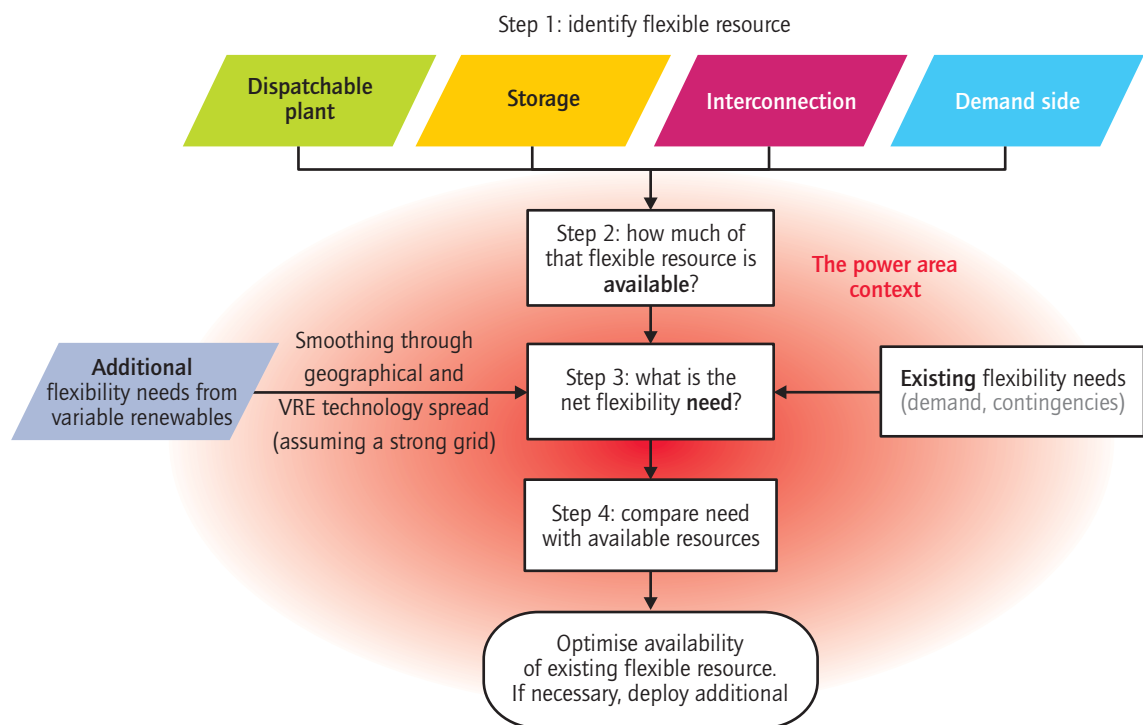 Step 1: identify flexible resource
Dispatchable
plant
Storage
Interconnection
Demand side
Step 2: how much of
that flexible resource is
available?
The power area
context
Additional
flexibility needs from
variable renewables
Smoothing through
geographical and
VRE technology spread
(assuming a strong grid)
Step 3: what is the
net flexibility need?
Existing flexibility needs
(demand, contingencies)
Step 4: compare need
with available resources
Optimise availability
of existing flexible resource.
If necessary, deploy additional